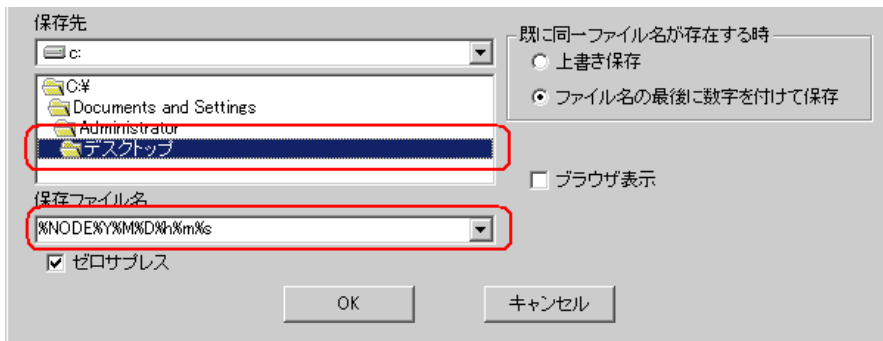 保存先
c:
C:¥
Documents and Settings
Administrator
デスクトップ
保存ファイル名
%NODE%Y%M%D%h%m%s
ゼロサプレス
既に同一ファイル名が存在する時
上書き保存
ファイル名の最後に数字を付けて保存
ブラウザ表示
OK
キャンセル